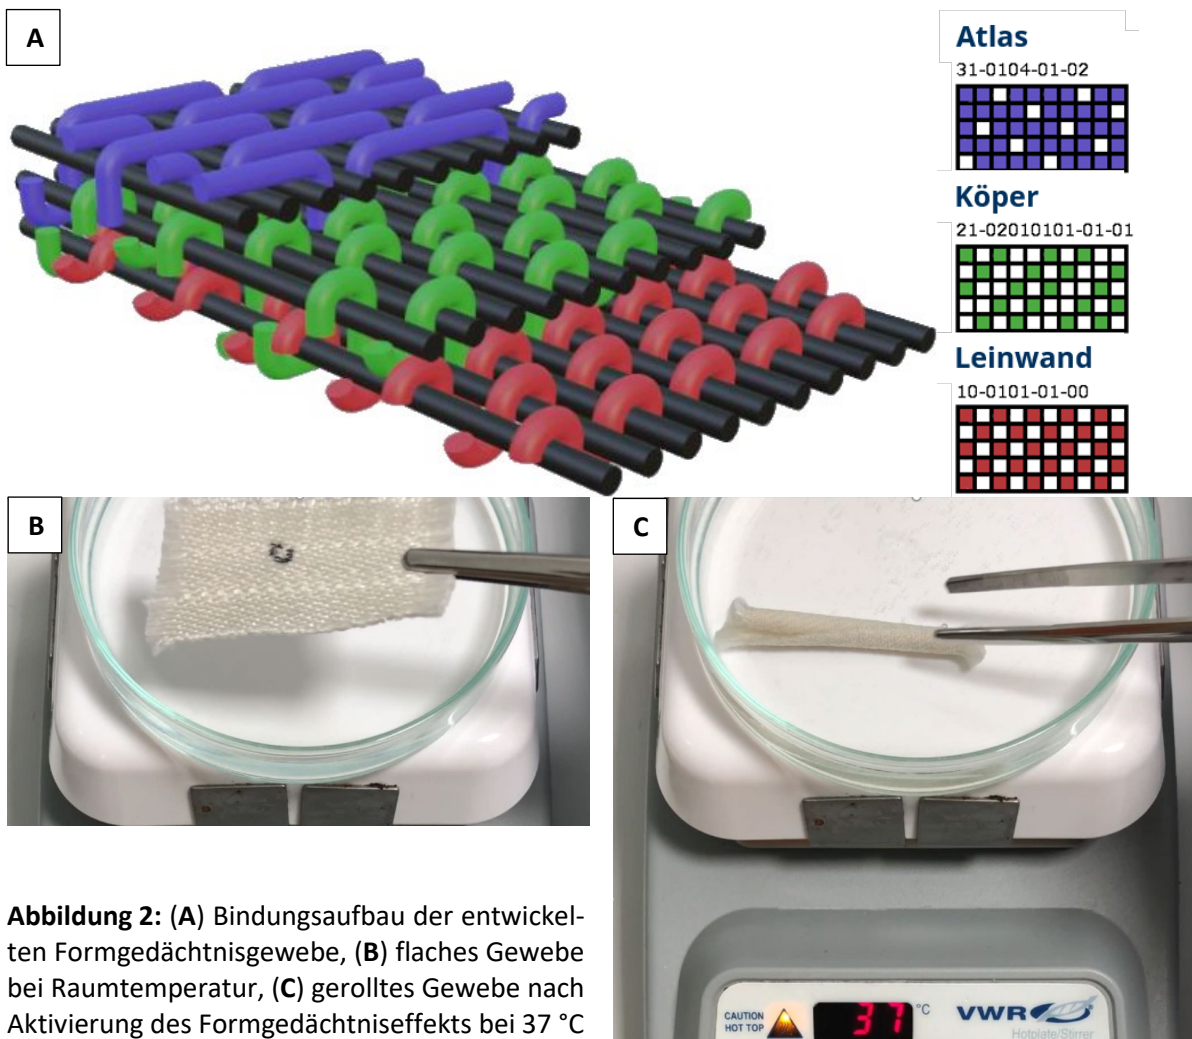 A
Atlas
31-0104-01-02
Köper
21-02010101-01-01
Leinwand
10-0101-01-00
B
C
Abbildung 2: (A) Bindungsaufbau der entwickel-
ten Formgedächtnisgewebe, (B) flaches Gewebe
bei Raumtemperatur, (C) gerolltes Gewebe nach
Aktivierung des Formgedächtniseffekts bei 37 °C
CAUTION
HOT TOP
37
°C
VWR
Hotplate/Stirrer